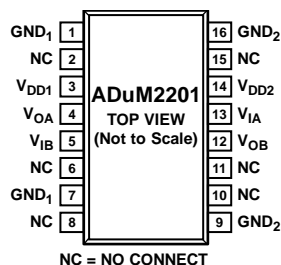 GND1 1 16 GND2
NC 2 15 NC
VDD1 3 14 VDD2
VOA 4 13 VIA
VIB 5 12 VOB
NC 6 11 NC
GND1 7 10 NC
NC 8 9 GND2
ADuM2201
TOP VIEW
(Not to Scale)
NC = NO CONNECT